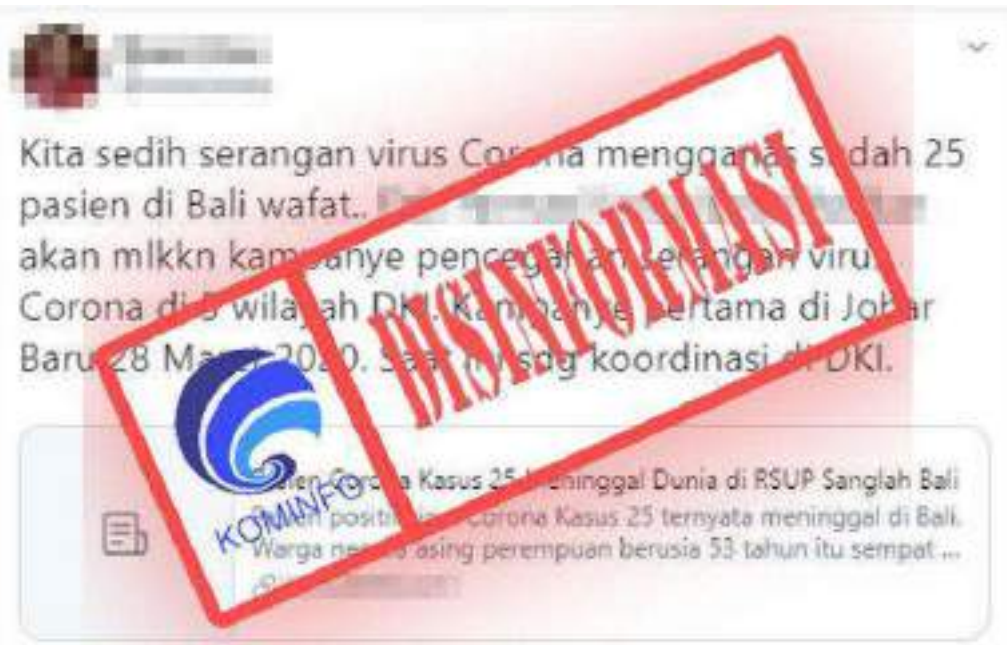 Kita sedih serangan virus Corona mengganas sudah 25
pasien di Bali wafat..
akan mlkkn kampanye pencegahan serangan virus
Corona di 5 wilayah DKI. Kampanye pertama di Johar
Baru 28 Maret 2020. Saat ini sdg koordinasi di DKI.
DISINFORMASI
KOMINFO
Pasien Corona Kasus 25 Meninggal Dunia di RSUP Sanglah Bali
positif Corona Kasus 25 ternyata meninggal di Bali.
Warga negara asing perempuan berusia 53 tahun itu sempat ...